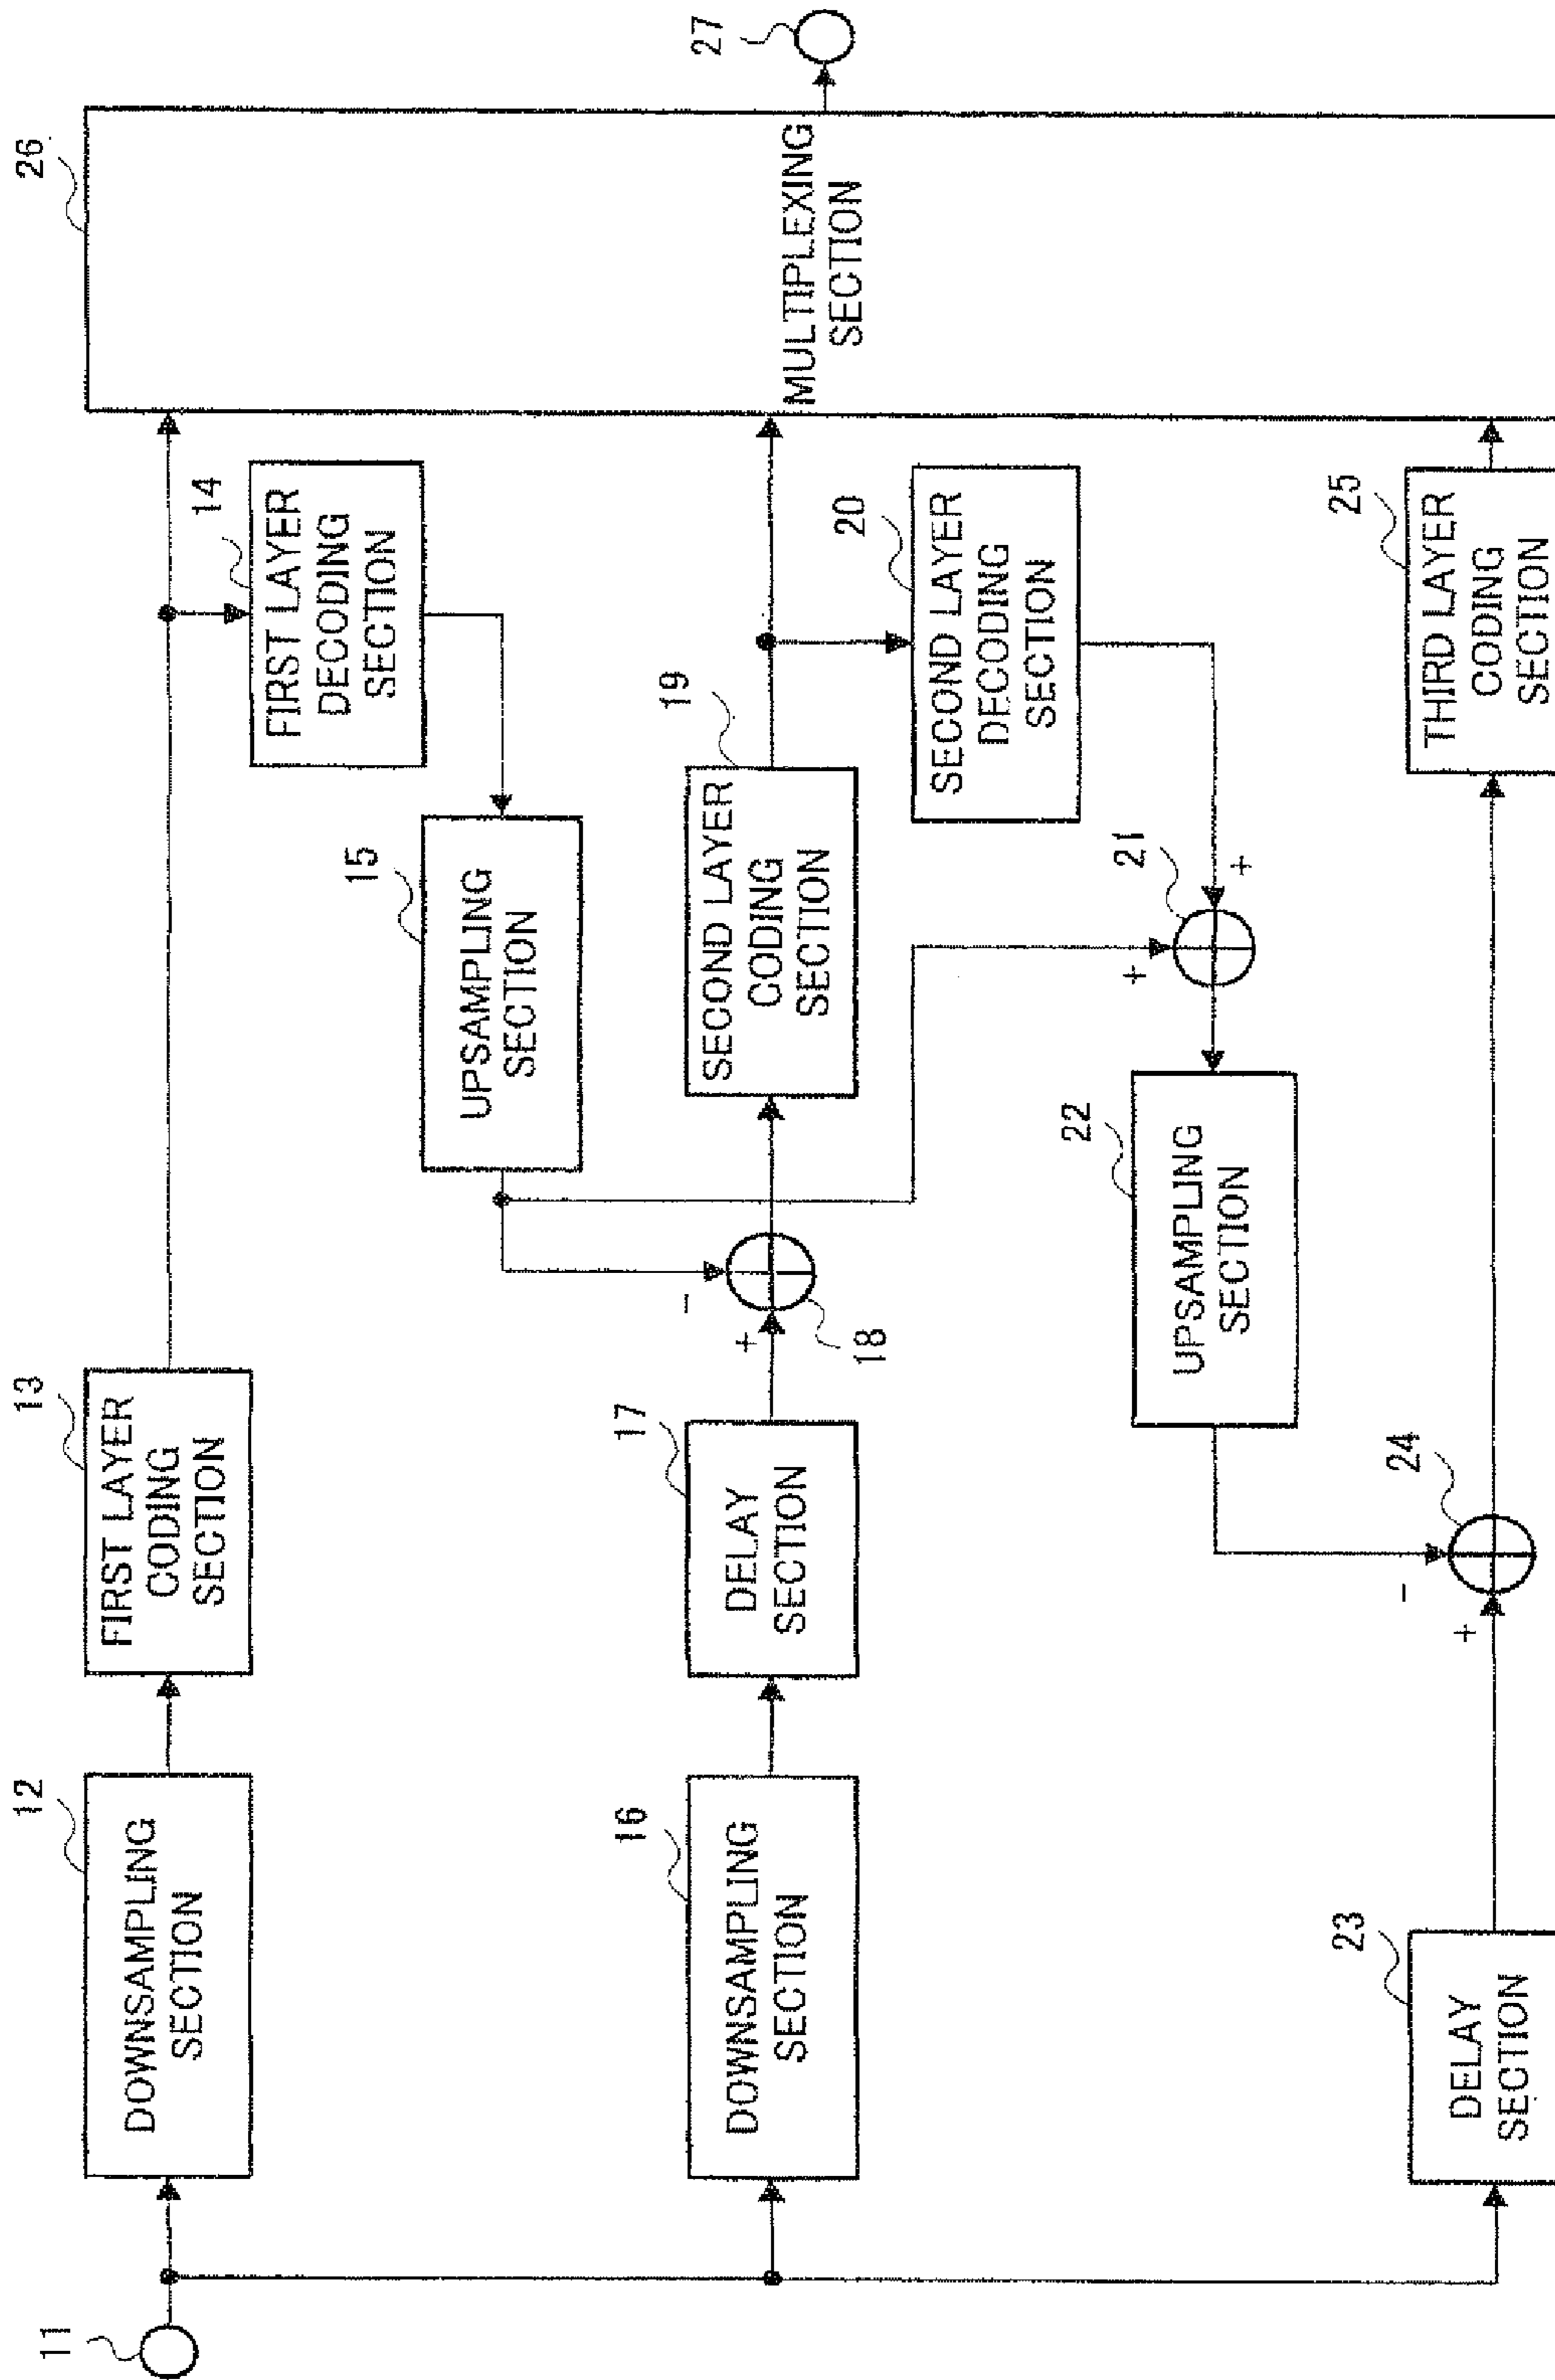 11
12
DOWNSAMPLING
SECTION
13
FIRST LAYER
CODING
SECTION
14
FIRST LAYER
DECODING
SECTION
15
UPSAMPLING
SECTION
16
DOWNSAMPLING
SECTION
17
DELAY
SECTION
-
+
18
19
SECOND LAYER
CODING
SECTION
20
SECOND LAYER
DECODING
SECTION
+
+
21
22
UPSAMPLING
SECTION
23
DELAY
SECTION
-
+
24
25
THIRD LAYER
CODING
SECTION
26
MULTIPLEXING
SECTION
27